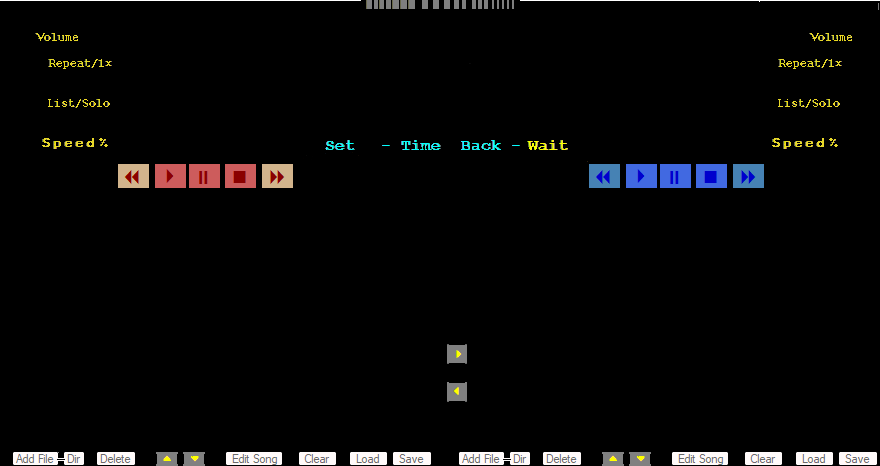 Volume Volume
Repeat/1x Repeat/1x
List/Solo List/Solo
Speed% Set - Time Back - Wait Speed%
Add File Dir Delete Edit Song Clear Load Save Add File Dir Delete Edit Song Clear Load Save